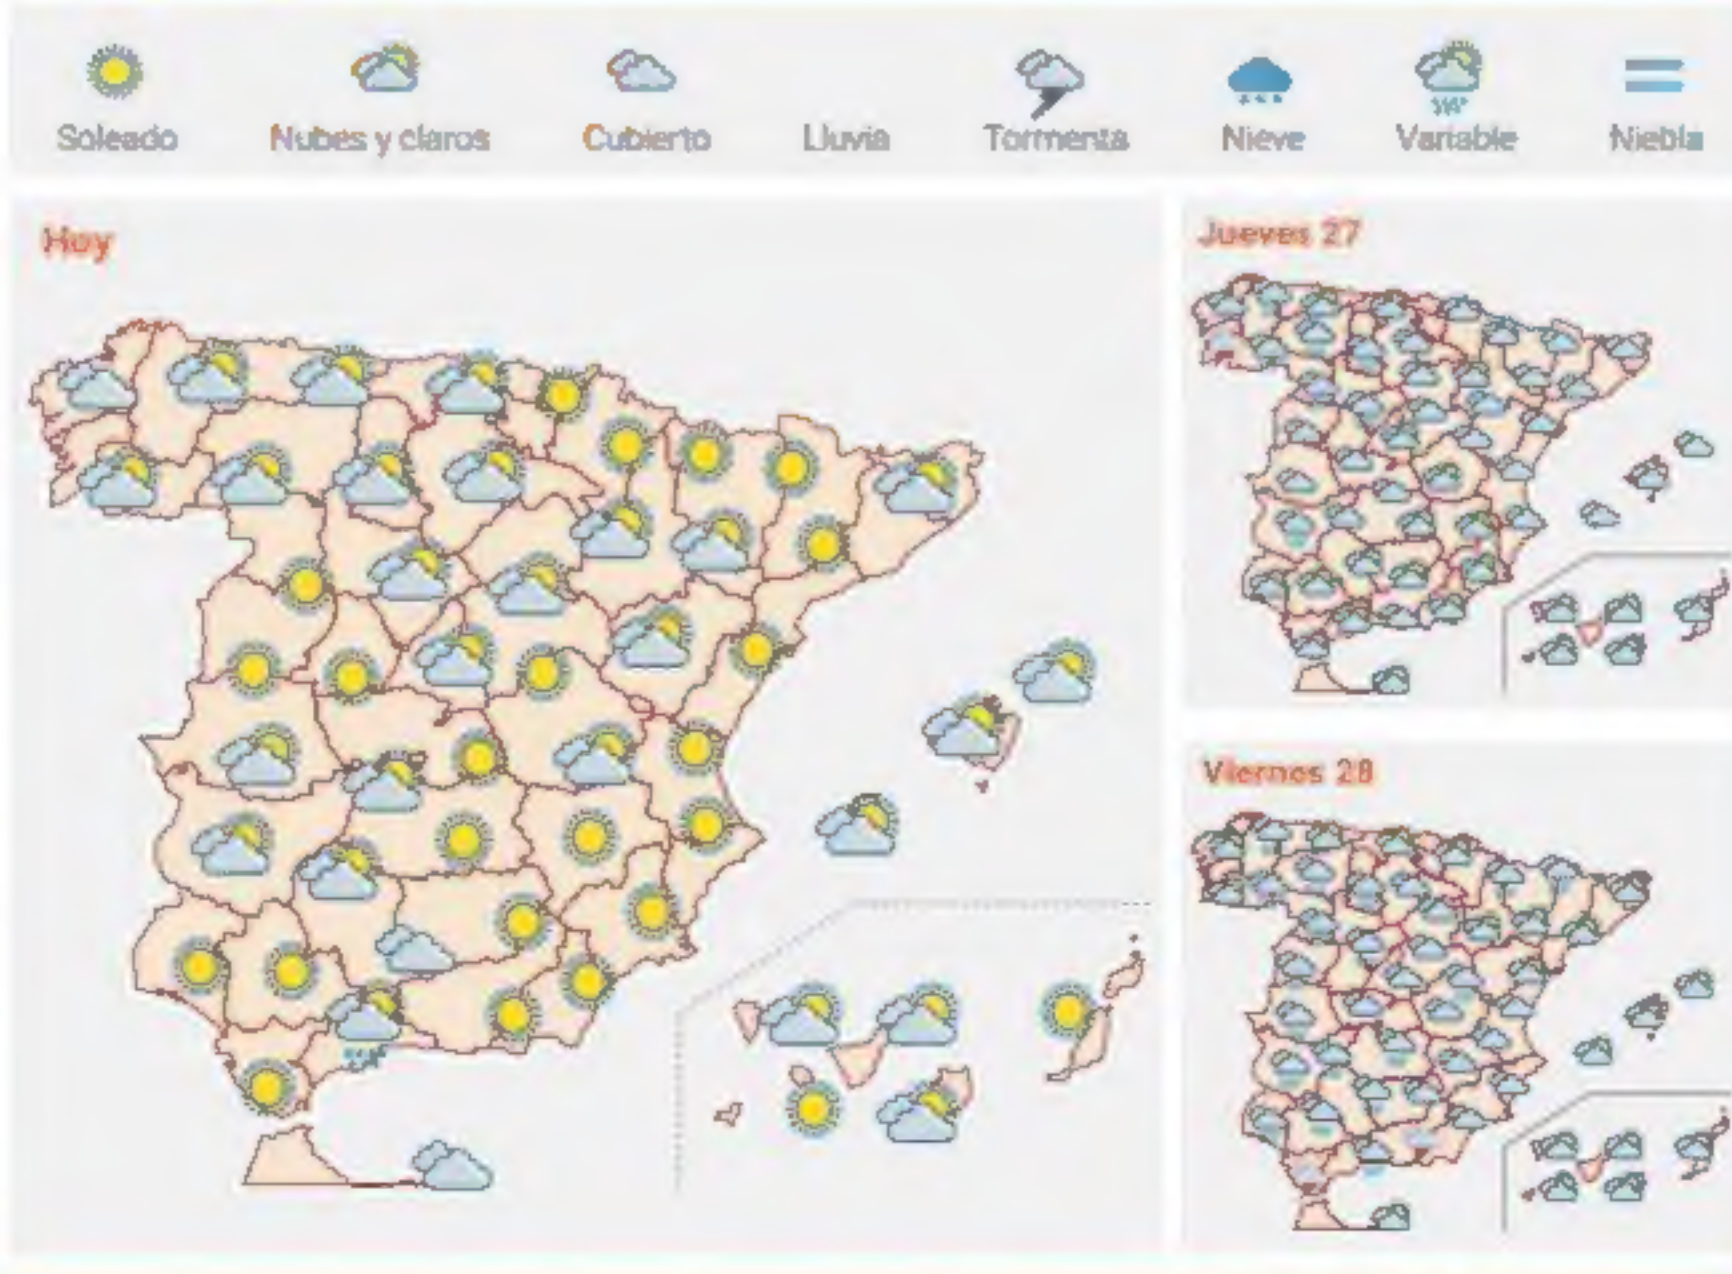 Soleado
Nubes y claros
Cubierto
Lluvia
Tormenta
Nieve
Variable
Niebla
Hoy
Jueves 27
Viernes 28